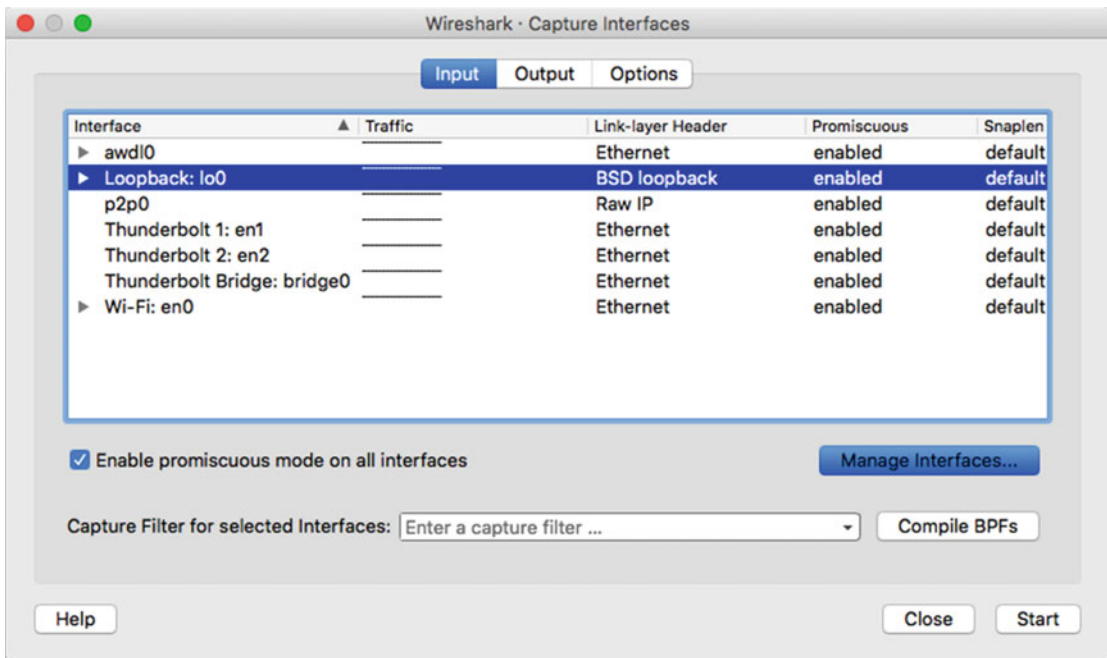 Wireshark · Capture Interfaces
Input Output Options
Interface Traffic Link-layer Header Promiscuous Snaplen
awdl0 Ethernet enabled default
Loopback: lo0 BSD loopback enabled default
p2p0 Raw IP enabled default
Thunderbolt 1: en1 Ethernet enabled default
Thunderbolt 2: en2 Ethernet enabled default
Thunderbolt Bridge: bridge0 Ethernet enabled default
Wi-Fi: en0 Ethernet enabled default
Enable promiscuous mode on all interfaces Manage Interfaces...
Capture Filter for selected Interfaces: Enter a capture filter ... Compile BPFs
Help Close Start